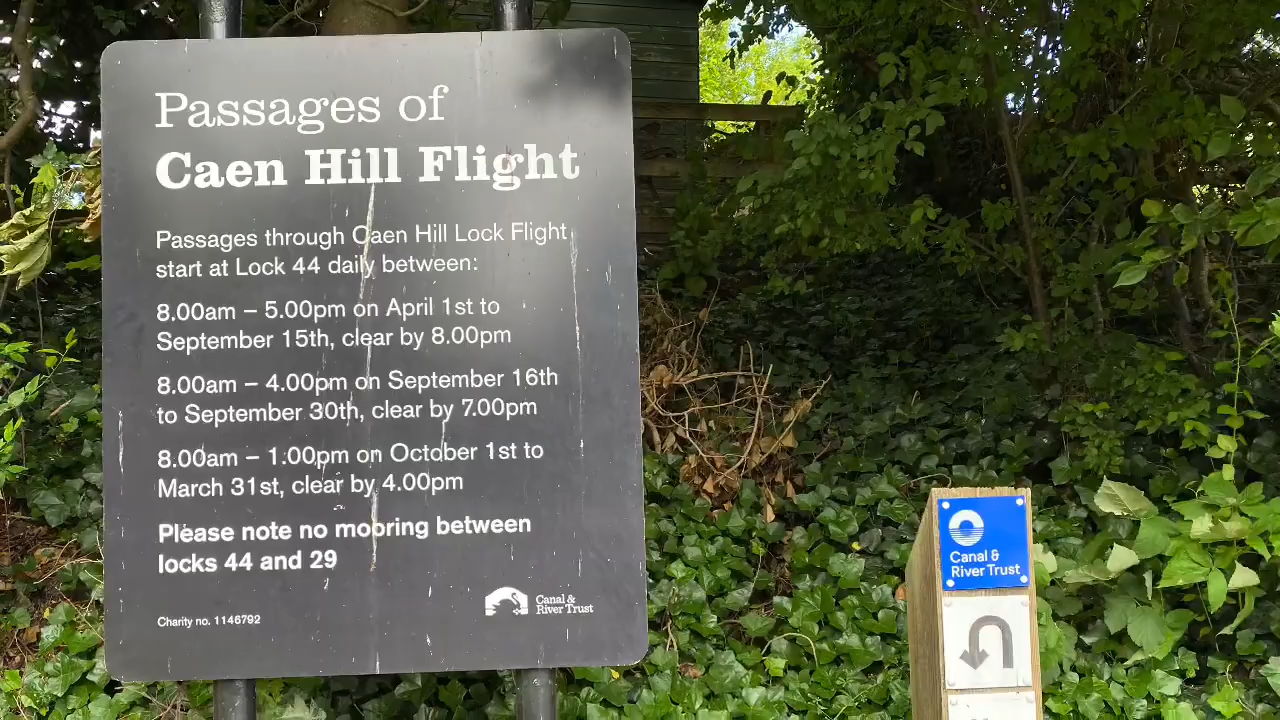 Passages of
Caen Hill Flight
Passages through Caen Hill Lock Flight
start at Lock 44 daily between:
8.00am – 5.00pm on April 1st to
September 15th, clear by 8.00pm
8.00am – 4.00pm on September 16th
to September 30th, clear by 7.00pm
8.00am – 1:00pm on October 1st to
March 31st, clear by 4.00pm
Please note no mooring between
locks 44 and 29
Charity no. 1146792
Canal &
River Trust
Canal &
River Trust